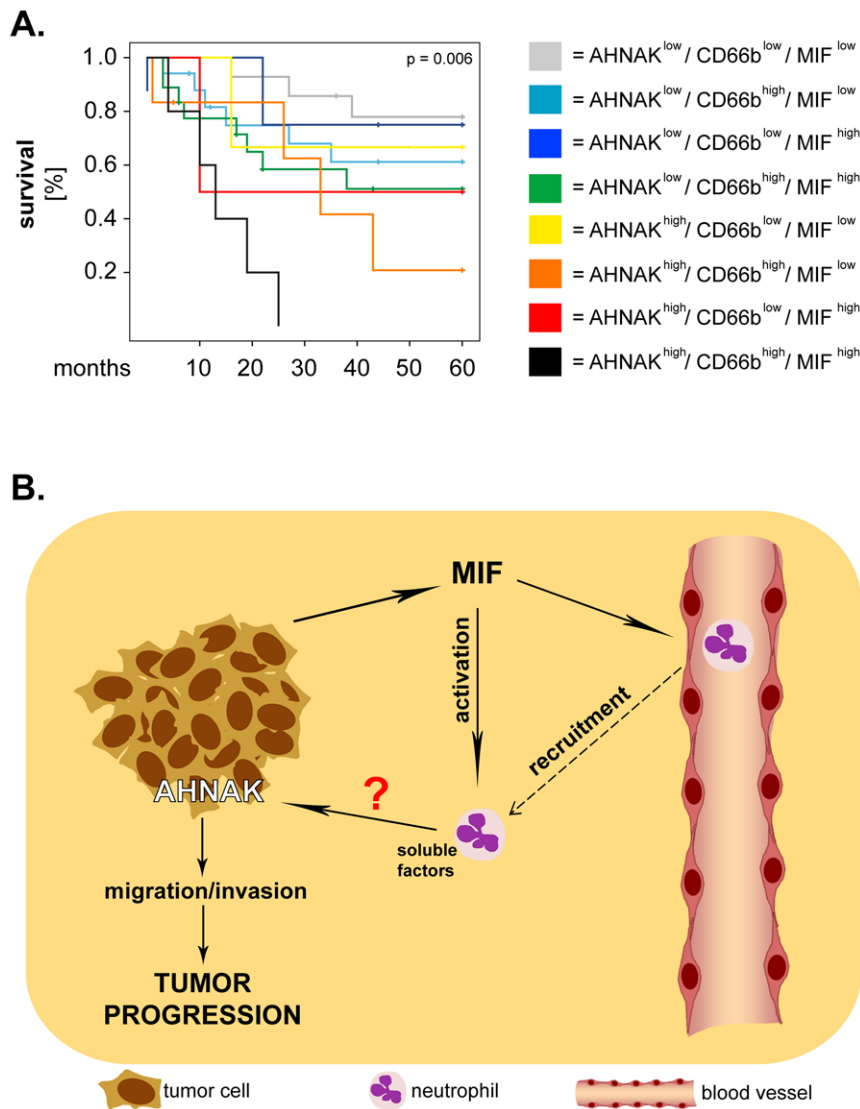 A.
p = 0.006
survival
[%]
1.0
0.8
0.6
0.4
0.2
months 10 20 30 40 50 60
= AHNAK^low/ CD66b^low/ MIF^low
= AHNAK^low/ CD66b^high/ MIF^low
= AHNAK^low/ CD66b^low/ MIF^high
= AHNAK^low/ CD66b^high/ MIF^high
= AHNAK^high/ CD66b^low/ MIF^low
= AHNAK^high/ CD66b^high/ MIF^low
= AHNAK^high/ CD66b^low/ MIF^high
= AHNAK^high/ CD66b^high/ MIF^high
B.
MIF
activation
recruitment
AHNAK
?
soluble
factors
migration/invasion
TUMOR
PROGRESSION
tumor cell
neutrophil
blood vessel